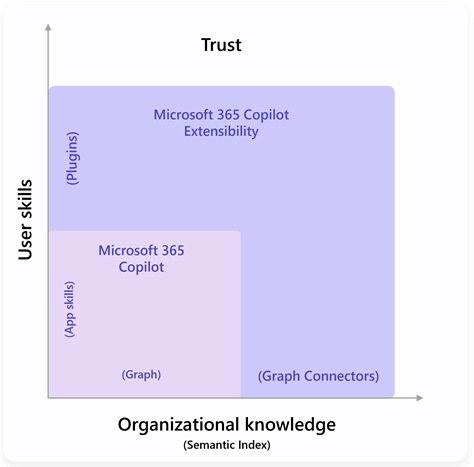 Trust
Microsoft 365 Copilot
Extensibility
(Plugins)
User skills
Microsoft 365
Copilot
(App skills)
(Graph)
(Graph Connectors)
Organizational knowledge
(Semantic Index)